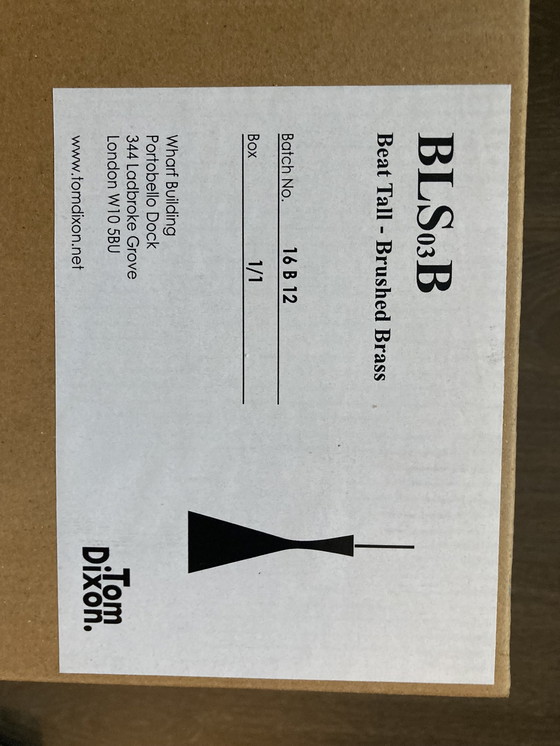 BLS03B
Beat Tall - Brushed Brass
Batch No. 16 B 12
Box 1/1
Wharf Building
Portobello Dock
344 Ladbroke Grove
London W10 5BU
www.tomdixon.net
Tom
Dixon.